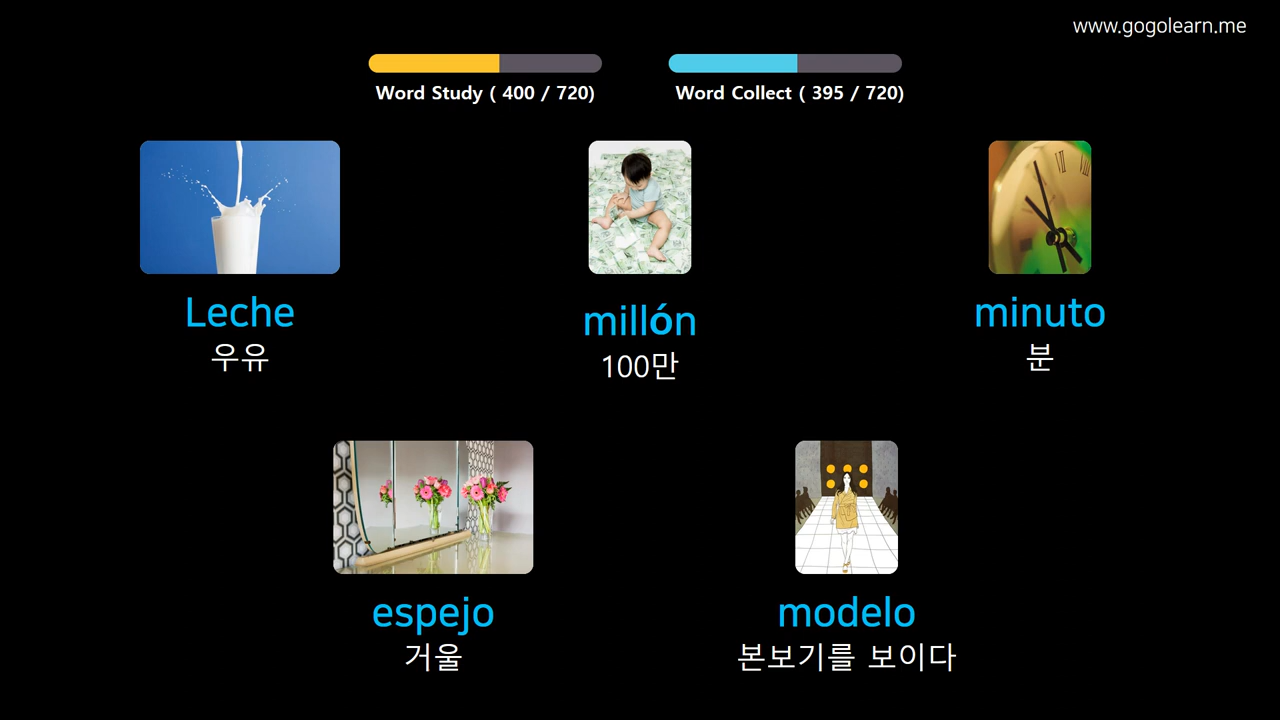 www.gogolearn.me
Word Study ( 400 / 720)
Word Collect ( 395 / 720)
Leche
우유
millón
100만
minuto
분
espejo
거울
modelo
본보기를 보이다